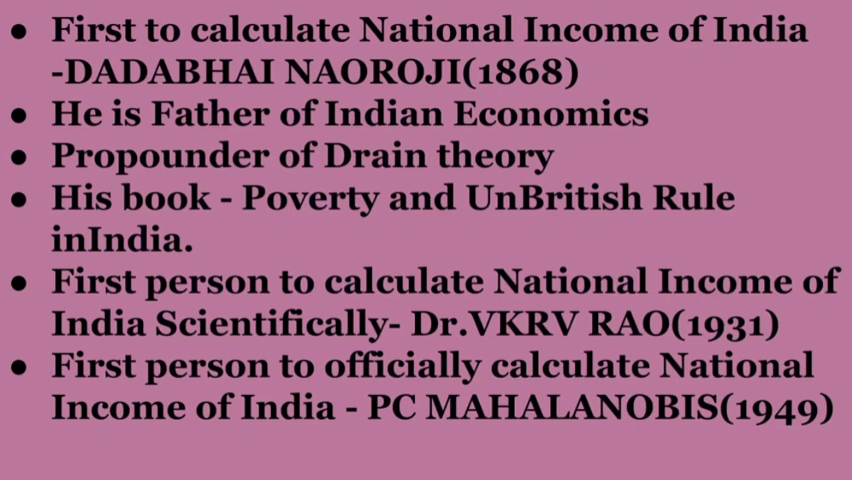 ● First to calculate National Income of India
-DADABHAI NAOROJI(1868)
● He is Father of Indian Economics
● Propounder of Drain theory
● His book - Poverty and UnBritish Rule
inIndia.
● First person to calculate National Income of
India Scientifically- Dr.VKRV RAO(1931)
● First person to officially calculate National
Income of India - PC MAHALANOBIS(1949)